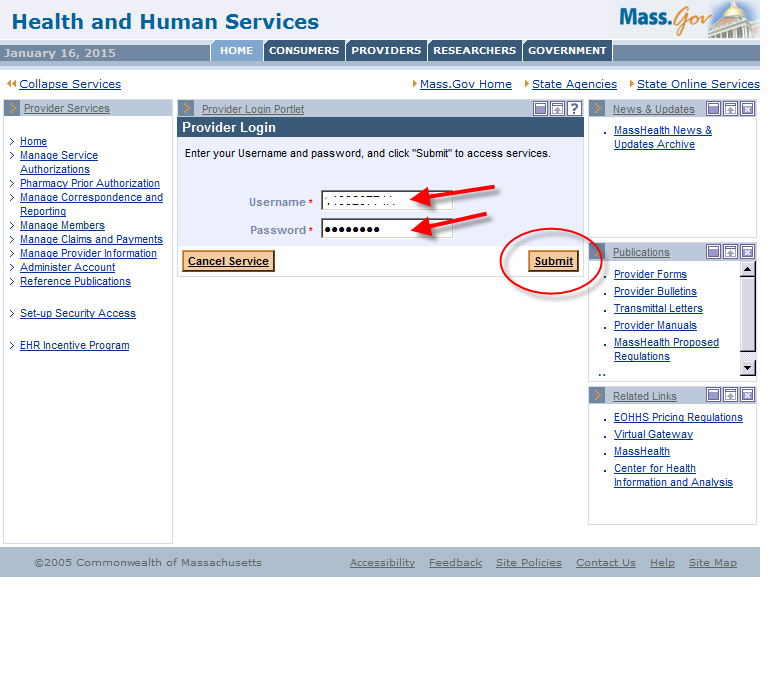 Health and Human Services
Mass.Gov
January 16, 2015
HOME CONSUMERS PROVIDERS RESEARCHERS GOVERNMENT
Collapse Services
Mass.Gov Home State Agencies State Online Services
Provider Services
Home
Manage Service
Authorizations
Pharmacy Prior Authorization
Manage Correspondence and
Reporting
Manage Members
Manage Claims and Payments
Manage Provider Information
Administer Account
Reference Publications
Set-up Security Access
EHR Incentive Program
Provider Login Portlet
?
Provider Login
Enter your Username and password, and click "Submit" to access services.
Username *
Password * ●●●●●●●●
Cancel Service Submit
News & Updates
MassHealth News &
Updates Archive
Publications
Provider Forms
Provider Bulletins
Transmittal Letters
Provider Manuals
MassHealth Proposed
Regulations
Related Links
EOHHS Pricing Regulations
Virtual Gateway
MassHealth
Center for Health
Information and Analysis
©2005 Commonwealth of Massachusetts
Accessibility Feedback Site Policies Contact Us Help Site Map